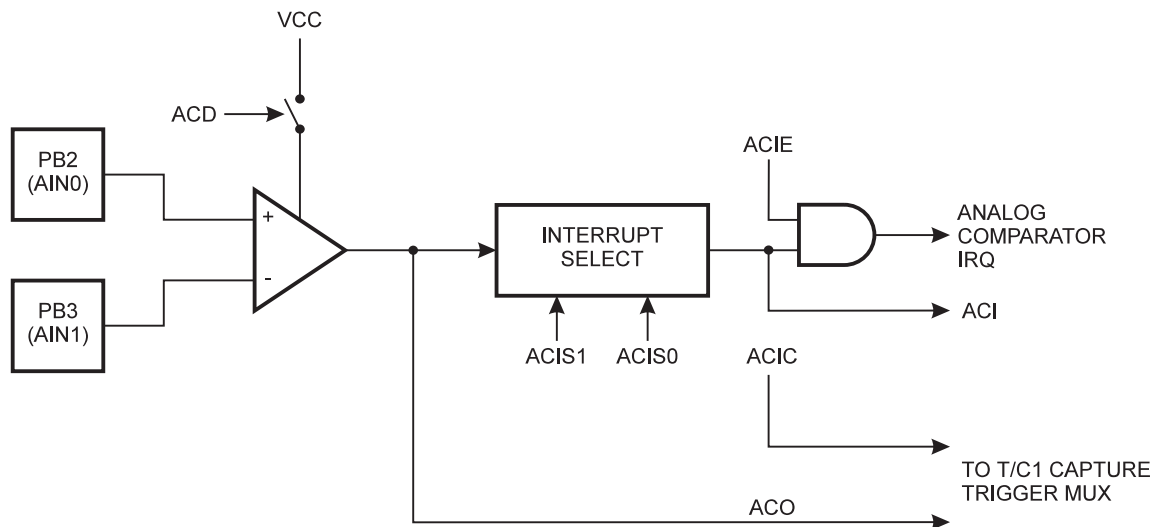 VCC
ACD
PB2
(AIN0)
+
-
PB3
(AIN1)
INTERRUPT
SELECT
ACIS1
ACIS0
ACIE
ANALOG
COMPARATOR
IRQ
ACI
ACIC
TO T/C1 CAPTURE
TRIGGER MUX
ACO